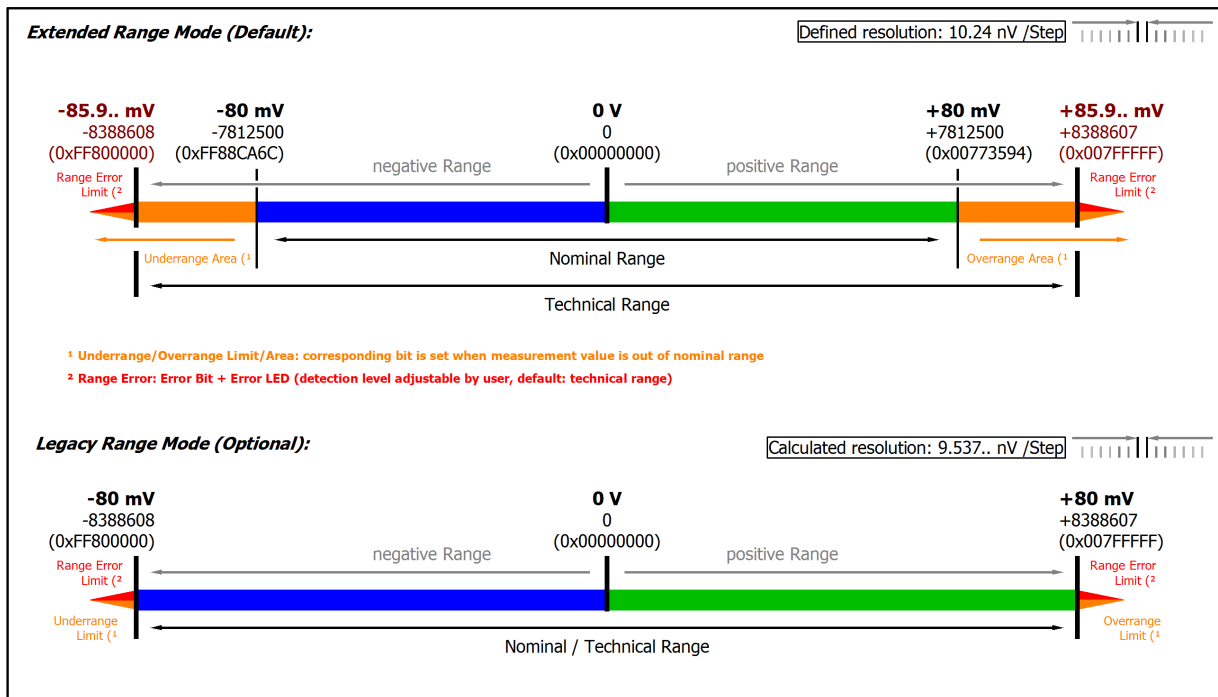 Extended Range Mode (Default):
Defined resolution: 10.24 nV /Step
-85.9.. mV
-80 mV
0 V
+80 mV
+85.9.. mV
-8388608
-7812500
0
+7812500
+8388607
(0xFF800000)
(0xFF88CA6C)
(0x00000000)
(0x00773594)
(0x007FFFFF)
negative Range
positive Range
Range Error
Limit (²
Range Error
Limit (²
Underrange Area (¹
Nominal Range
Overrange Area (¹
Technical Range
¹ Underrange/Overrange Limit/Area: corresponding bit is set when measurement value is out of nominal range
² Range Error: Error Bit + Error LED (detection level adjustable by user, default: technical range)
Legacy Range Mode (Optional):
Calculated resolution: 9.537.. nV /Step
-80 mV
0 V
+80 mV
-8388608
0
+8388607
(0xFF800000)
(0x00000000)
(0x007FFFFF)
negative Range
positive Range
Range Error
Limit (²
Range Error
Limit (²
Underrange
Limit (¹
Overrange
Limit (¹
Nominal / Technical Range